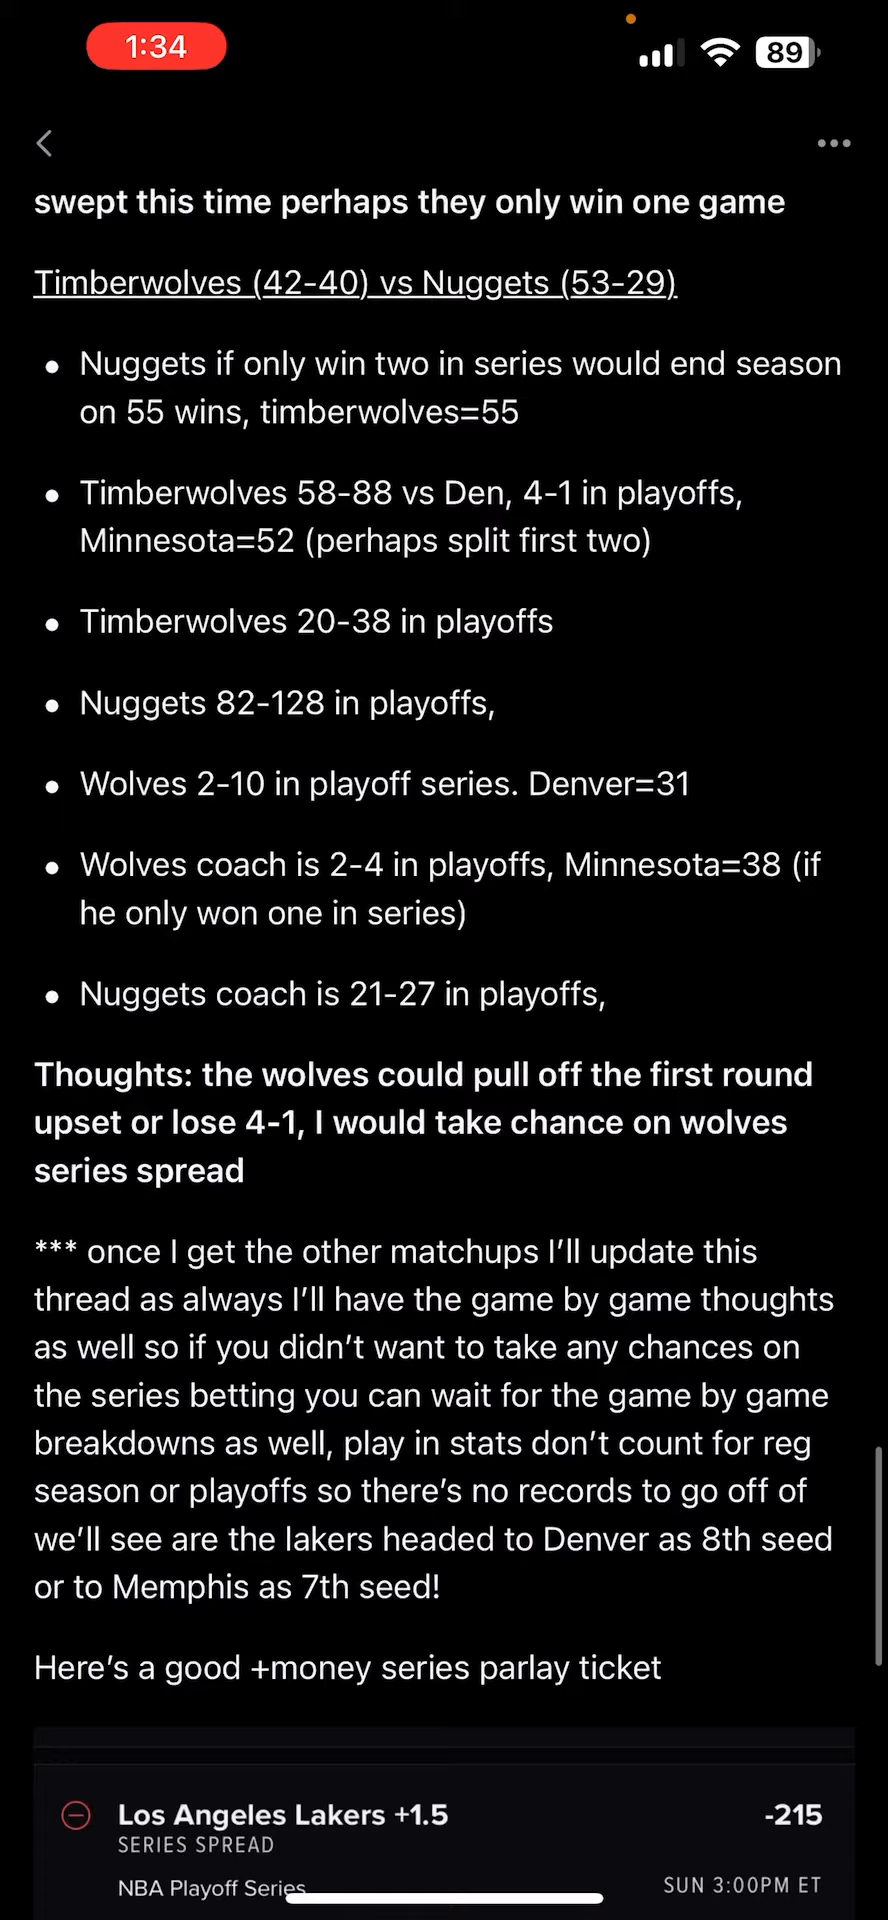 1:34
89
swept this time perhaps they only win one game
Timberwolves (42-40) vs Nuggets (53-29)
• Nuggets if only win two in series would end season
on 55 wins, timberwolves=55
• Timberwolves 58-88 vs Den, 4-1 in playoffs,
Minnesota=52 (perhaps split first two)
• Timberwolves 20-38 in playoffs
• Nuggets 82-128 in playoffs,
• Wolves 2-10 in playoff series. Denver=31
• Wolves coach is 2-4 in playoffs, Minnesota=38 (if
he only won one in series)
• Nuggets coach is 21-27 in playoffs,
Thoughts: the wolves could pull off the first round
upset or lose 4-1, I would take chance on wolves
series spread
*** once I get the other matchups I’ll update this
thread as always I’ll have the game by game thoughts
as well so if you didn’t want to take any chances on
the series betting you can wait for the game by game
breakdowns as well, play in stats don’t count for reg
season or playoffs so there’s no records to go off of
we’ll see are the lakers headed to Denver as 8th seed
or to Memphis as 7th seed!
Here’s a good +money series parlay ticket
Los Angeles Lakers +1.5 -215
SERIES SPREAD
NBA Playoff Series SUN 3:00PM ET